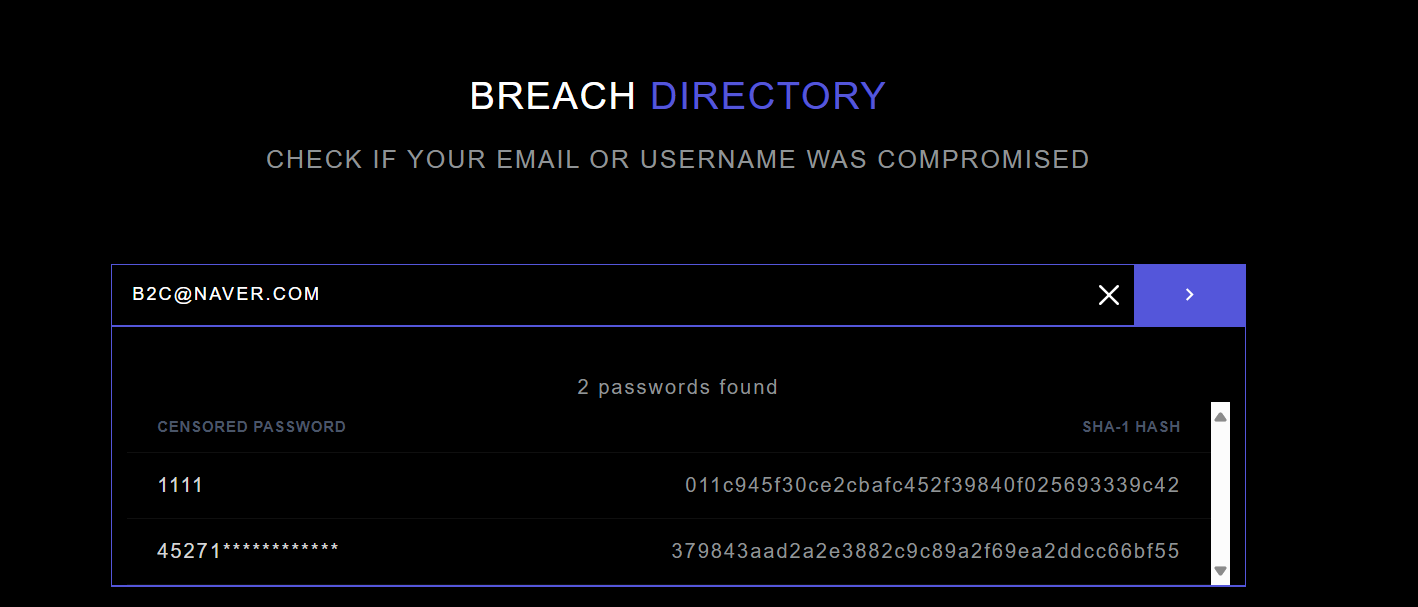 BREACH DIRECTORY
CHECK IF YOUR EMAIL OR USERNAME WAS COMPROMISED
B2C@NAVER.COM
2 passwords found
CENSORED PASSWORD SHA-1 HASH
1111 011c945f30ce2cbafc452f39840f025693339c42
45271************ 379843aad2a2e3882c9c89a2f69ea2ddcc66bf55